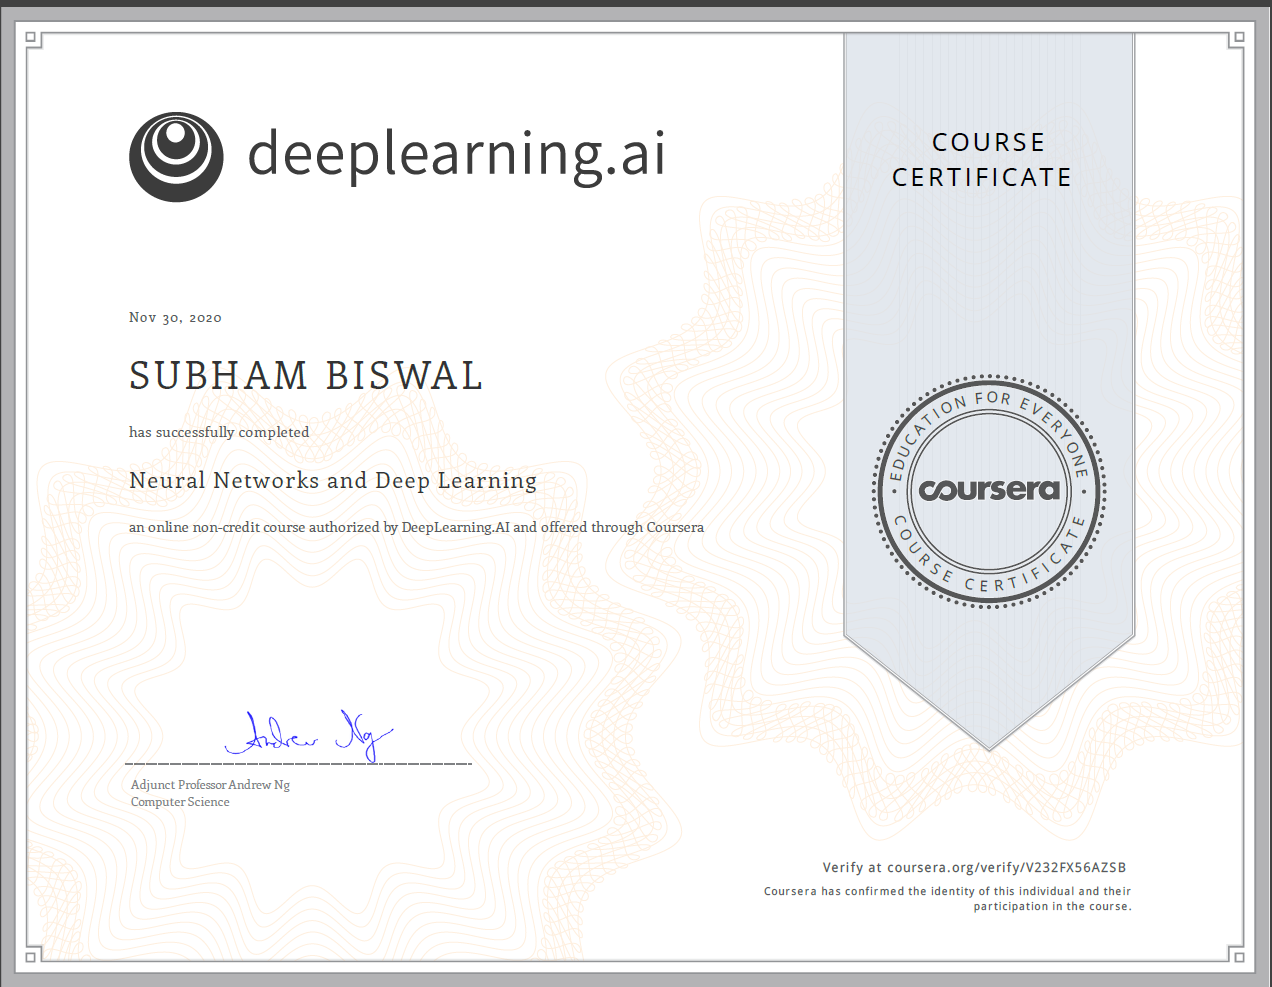 deeplearning.ai
COURSE
CERTIFICATE
Nov 30, 2020
SUBHAM BISWAL
has successfully completed
Neural Networks and Deep Learning
an online non-credit course authorized by DeepLearning.AI and offered through Coursera
EDUCATION FOR EVERYONE
coursera
COURSE CERTIFICATE
Andrew Ng
Adjunct Professor Andrew Ng
Computer Science
Verify at coursera.org/verify/V232FX56AZSB
Coursera has confirmed the identity of this individual and their
participation in the course.